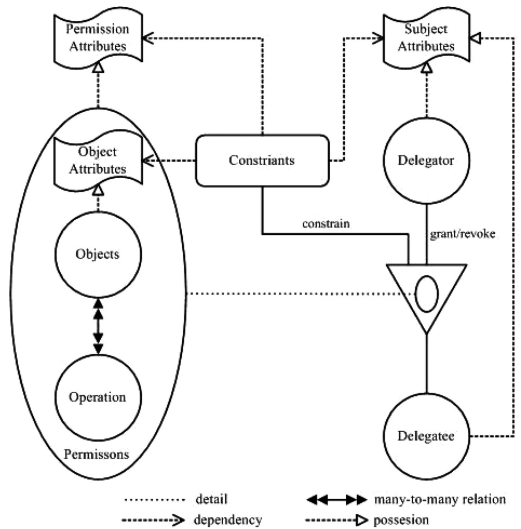 Permission
Attributes
Subject
Attributes
Object
Attributes
Constriants
Delegator
constrain
grant/revoke
Objects
Operation
Delegatee
Permissons
detail
many-to-many relation
dependency
possesion